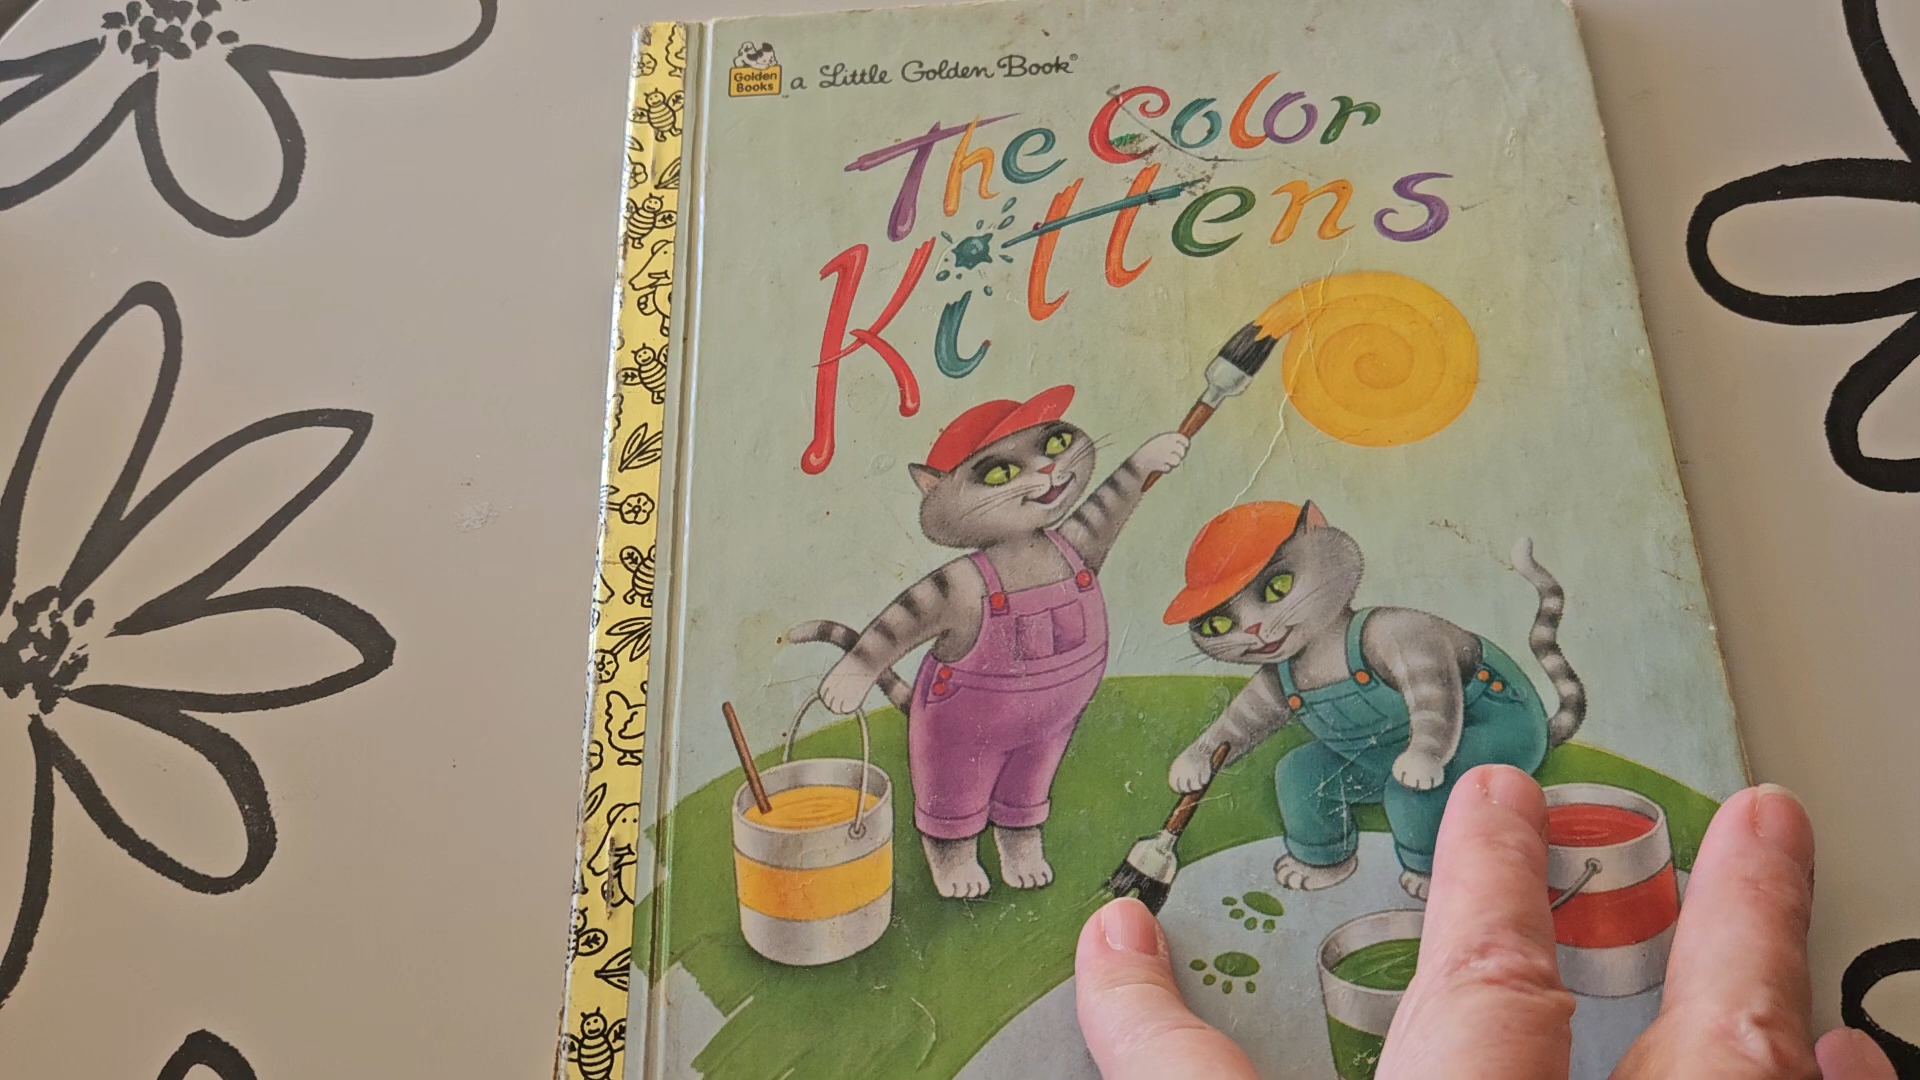 Golden
Books
a Little Golden Book®
The Color
Kittens